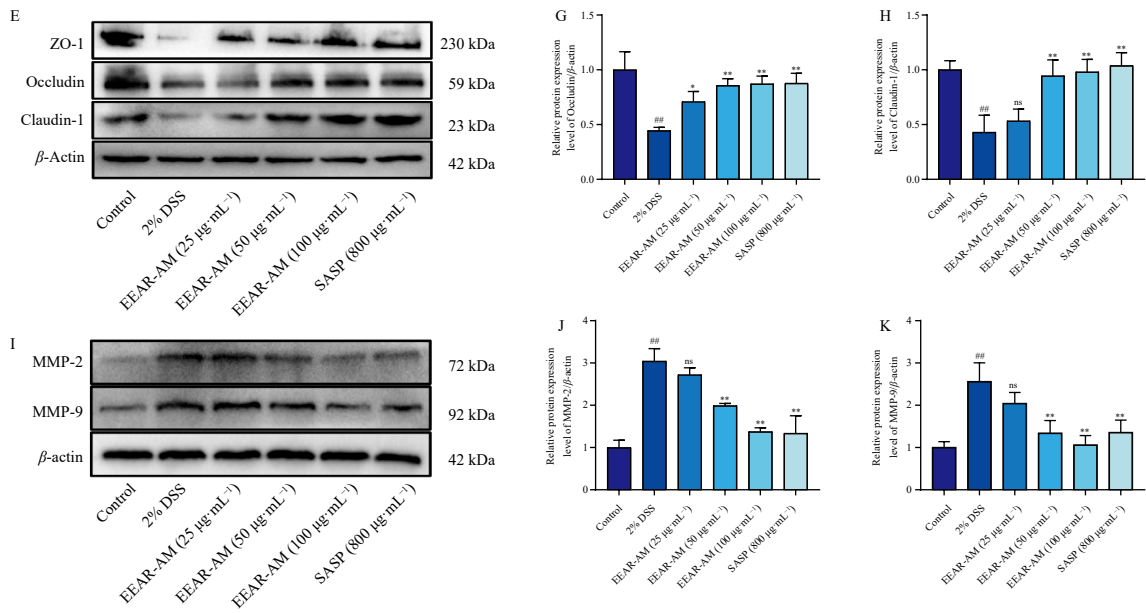 E
ZO-1
230 kDa
Occludin
59 kDa
Claudin-1
23 kDa
β-Actin
42 kDa
Control
2% DSS
EEAR-AM (25 μg·mL⁻¹)
EEAR-AM (50 μg·mL⁻¹)
EEAR-AM (100 μg·mL⁻¹)
SASP (800 μg·mL⁻¹)
G
Relative protein expression
level of Occludin/β-actin
1.5
1.0
0.5
0.0
##
*
**
**
**
Control
2% DSS
EEAR-AM (25 μg·mL⁻¹)
EEAR-AM (50 μg·mL⁻¹)
EEAR-AM (100 μg·mL⁻¹)
SASP (800 μg·mL⁻¹)
H
Relative protein expression
level of Claudin-1/β-actin
1.5
1.0
0.5
0.0
##
ns
**
**
**
Control
2% DSS
EEAR-AM (25 μg·mL⁻¹)
EEAR-AM (50 μg·mL⁻¹)
EEAR-AM (100 μg·mL⁻¹)
SASP (800 μg·mL⁻¹)
I
MMP-2
72 kDa
MMP-9
92 kDa
β-actin
42 kDa
Control
2% DSS
EEAR-AM (25 μg·mL⁻¹)
EEAR-AM (50 μg·mL⁻¹)
EEAR-AM (100 μg·mL⁻¹)
SASP (800 μg·mL⁻¹)
J
Relative protein expression
level of MMP-2/β-actin
4
3
2
1
0
##
ns
**
**
**
Control
2% DSS
EEAR-AM (25 μg·mL⁻¹)
EEAR-AM (50 μg·mL⁻¹)
EEAR-AM (100 μg·mL⁻¹)
SASP (800 μg·mL⁻¹)
K
Relative protein expression
level of MMP-9/β-actin
4
3
2
1
0
##
ns
**
**
**
Control
2% DSS
EEAR-AM (25 μg·mL⁻¹)
EEAR-AM (50 μg·mL⁻¹)
EEAR-AM (100 μg·mL⁻¹)
SASP (800 μg·mL⁻¹)